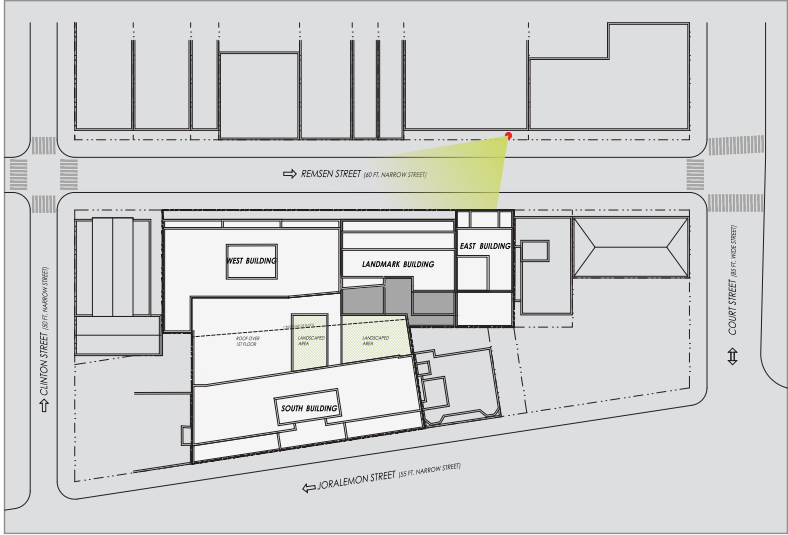 REMSEN STREET (60 FT. NARROW STREET)
WEST BUILDING
LANDMARK BUILDING
EAST BUILDING
ROOF OVER
1ST FLOOR
LANDSCAPED
AREA
LANDSCAPED
AREA
SOUTH BUILDING
CLINTON STREET (50 FT. NARROW STREET)
COURT STREET (85 FT. WIDE STREET)
JORALEMON STREET (55 FT. NARROW STREET)